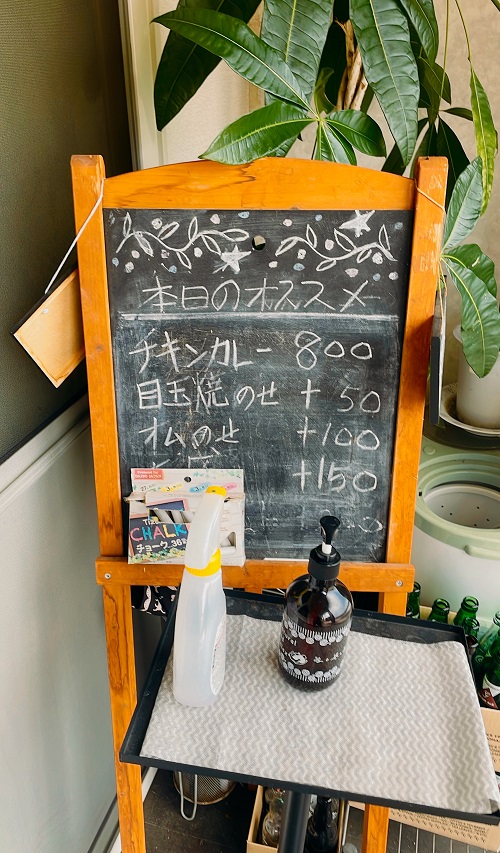 本日のオススメ
チキンカレー 800
目玉焼のせ +50
オムのせ +100
+150
The
CHALK
チョーク